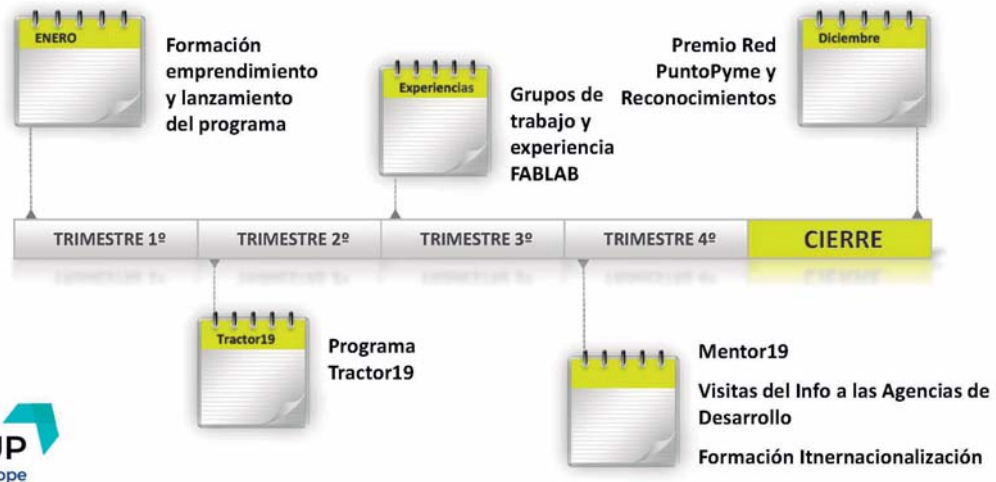 ENERO
Formación
emprendimiento
y lanzamiento
del programa
Experiencias
Grupos de
trabajo y
experiencia
FABLAB
Premio Red
PuntoPyme y
Reconocimientos
Diciembre
TRIMESTRE 1º
TRIMESTRE 2º
TRIMESTRE 3º
TRIMESTRE 4º
CIERRE
Tractor19
Programa
Tractor19
Mentor19
Visitas del Info a las Agencias de
Desarrollo
Formación Itnernacionalización